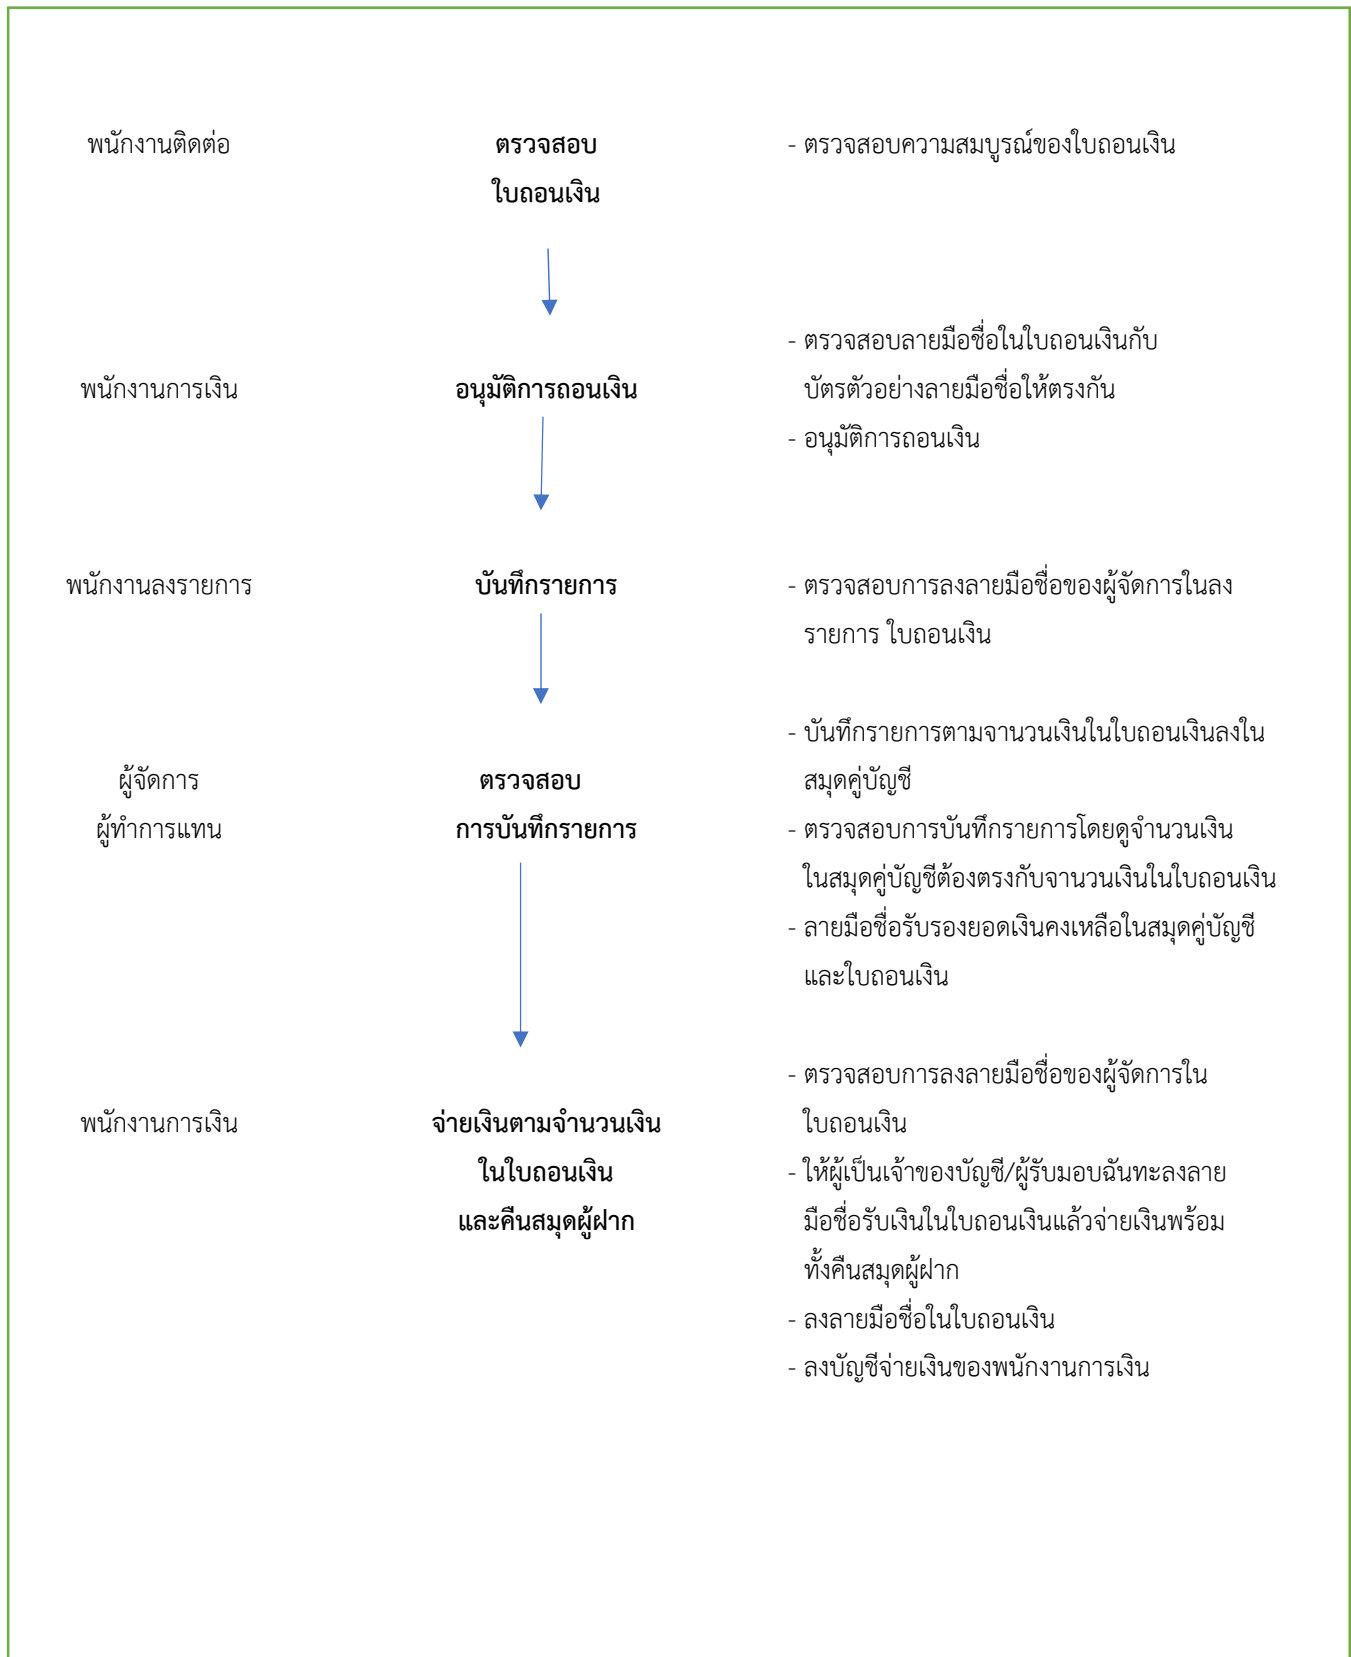 พนักงานติดต่อ ตรวจสอบ - ตรวจสอบความสมบูรณ์ของใบถอนเงิน
ใบถอนเงิน
- ตรวจสอบลายมือชื่อในใบถอนเงินกับ
พนักงานการเงิน อนุมัติการถอนเงิน บัตรตัวอย่างลายมือชื่อให้ตรงกัน
- อนุมัติการถอนเงิน
พนักงานลงรายการ บันทึกรายการ - ตรวจสอบการลงลายมือชื่อของผู้จัดการในลง
รายการ ใบถอนเงิน
- บันทึกรายการตามจานวนเงินในใบถอนเงินลงใน
ผู้จัดการ ตรวจสอบ สมุดคู่บัญชี
ผู้ทำการแทน การบันทึกรายการ - ตรวจสอบการบันทึกรายการโดยดูจำนวนเงิน
ในสมุดคู่บัญชีต้องตรงกับจานวนเงินในใบถอนเงิน
- ลายมือชื่อรับรองยอดเงินคงเหลือในสมุดคู่บัญชี
และใบถอนเงิน
- ตรวจสอบการลงลายมือชื่อของผู้จัดการใน
พนักงานการเงิน จ่ายเงินตามจำนวนเงิน ใบถอนเงิน
ในใบถอนเงิน - ให้ผู้เป็นเจ้าของบัญชี/ผู้รับมอบฉันทะลงลาย
และคืนสมุดผู้ฝาก มือชื่อรับเงินในใบถอนเงินแล้วจ่ายเงินพร้อม
ทั้งคืนสมุดผู้ฝาก
- ลงลายมือชื่อในใบถอนเงิน
- ลงบัญชีจ่ายเงินของพนักงานการเงิน